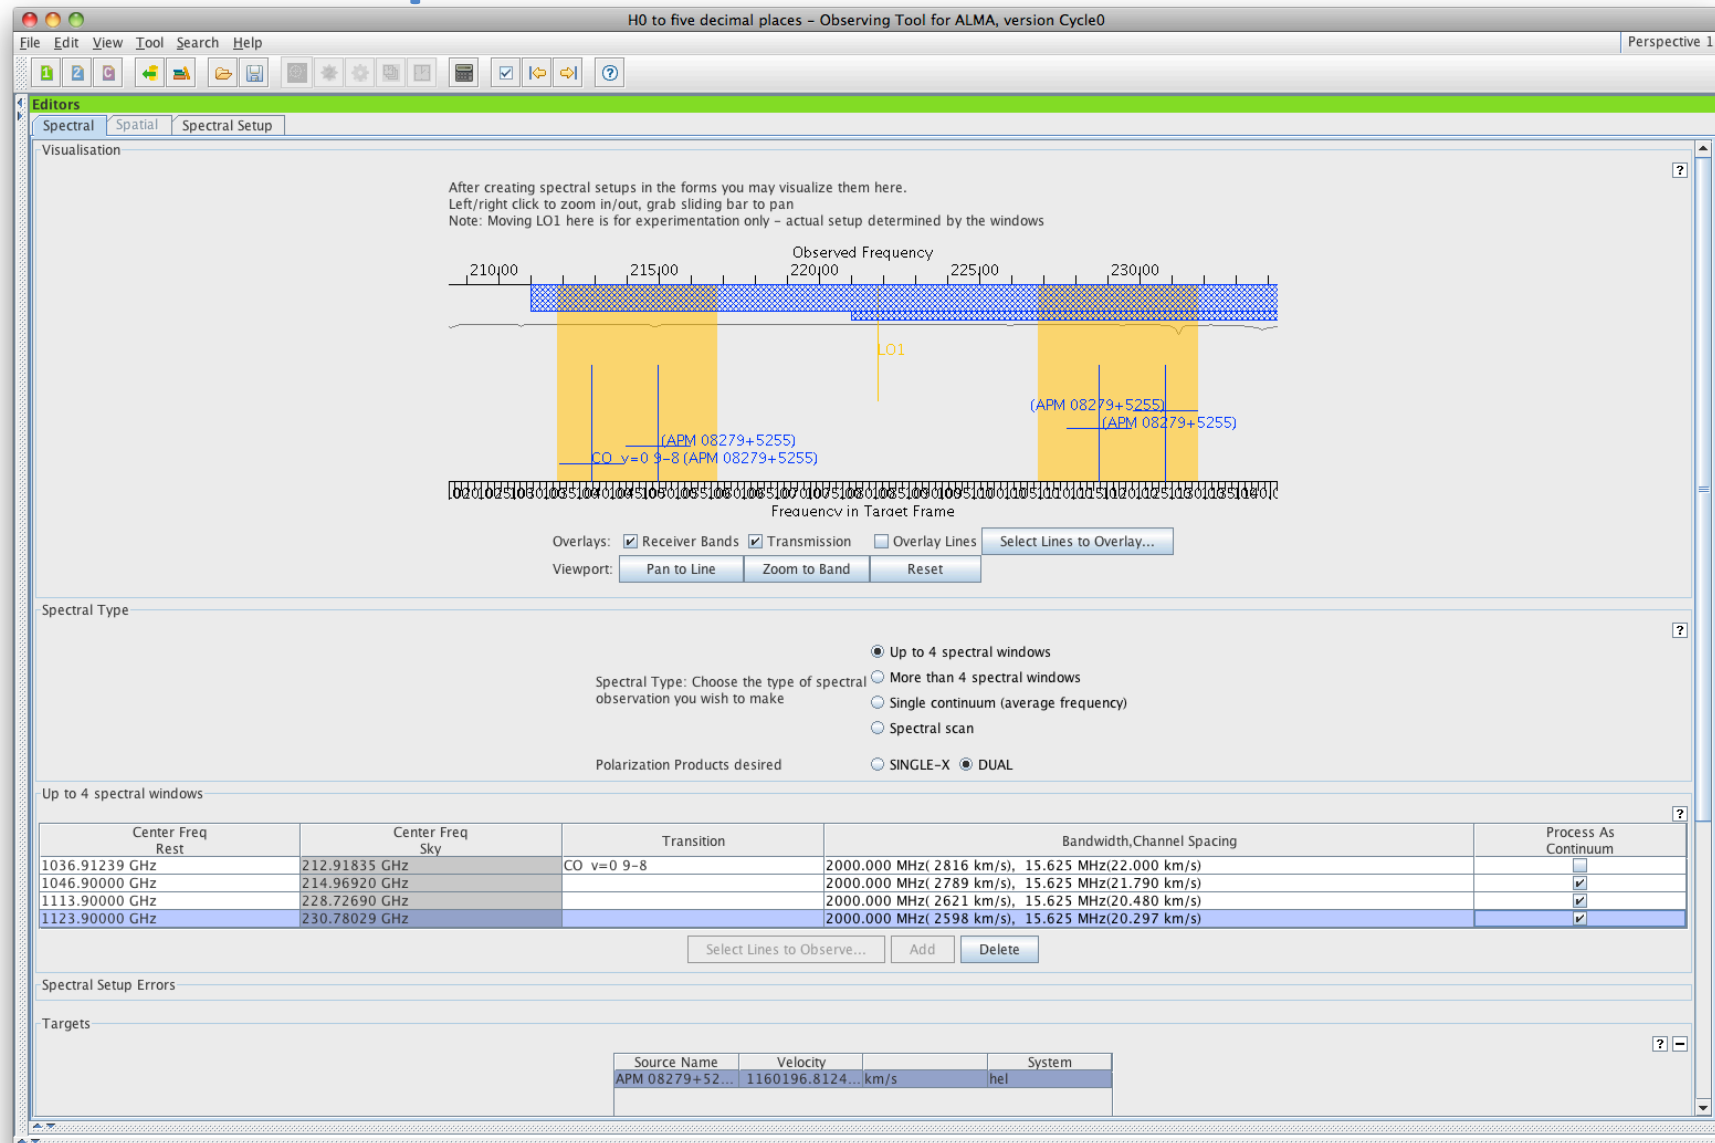 H0 to five decimal places – Observing Tool for ALMA, version Cycle0
File Edit View Tool Search Help
Perspective 1
1 2 C ?
Editors
Spectral Spatial Spectral Setup
Visualisation
?
After creating spectral setups in the forms you may visualize them here.
Left/right click to zoom in/out, grab sliding bar to pan
Note: Moving LO1 here is for experimentation only – actual setup determined by the windows
Observed Frequency
210.00 215.00 220.00 225.00 230.00
LO1
(APM 08279+5255)
(APM 08279+5255)
(APM 08279+5255)
CO v=0 9–8 (APM 08279+5255)
Frequency in Target Frame
Overlays: Receiver Bands Transmission Overlay Lines Select Lines to Overlay...
Viewport: Pan to Line Zoom to Band Reset
Spectral Type
?
Up to 4 spectral windows
Spectral Type: Choose the type of spectral
observation you wish to make
More than 4 spectral windows
Single continuum (average frequency)
Spectral scan
Polarization Products desired SINGLE–X DUAL
Up to 4 spectral windows
?
Center Freq Rest Center Freq Sky Transition Bandwidth,Channel Spacing Process As Continuum
1036.91239 GHz 212.91835 GHz CO v=0 9–8 2000.000 MHz( 2816 km/s), 15.625 MHz(22.000 km/s)
1046.90000 GHz 214.96920 GHz 2000.000 MHz( 2789 km/s), 15.625 MHz(21.790 km/s)
1113.90000 GHz 228.72690 GHz 2000.000 MHz( 2621 km/s), 15.625 MHz(20.480 km/s)
1123.90000 GHz 230.78029 GHz 2000.000 MHz( 2598 km/s), 15.625 MHz(20.297 km/s)
Select Lines to Observe... Add Delete
Spectral Setup Errors
Targets
? −
Source Name Velocity System
APM 08279+52... 1160196.8124... km/s hel